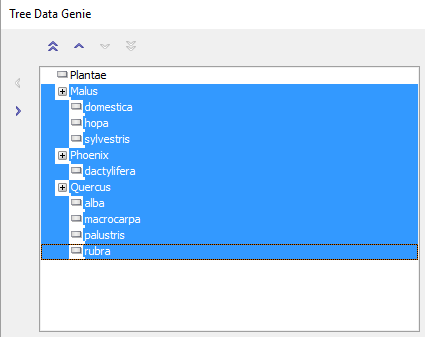 Tree Data Genie
Plantae
Malus
domestica
hopa
sylvestris
Phoenix
dactylifera
Quercus
alba
macrocarpa
palustris
rubra